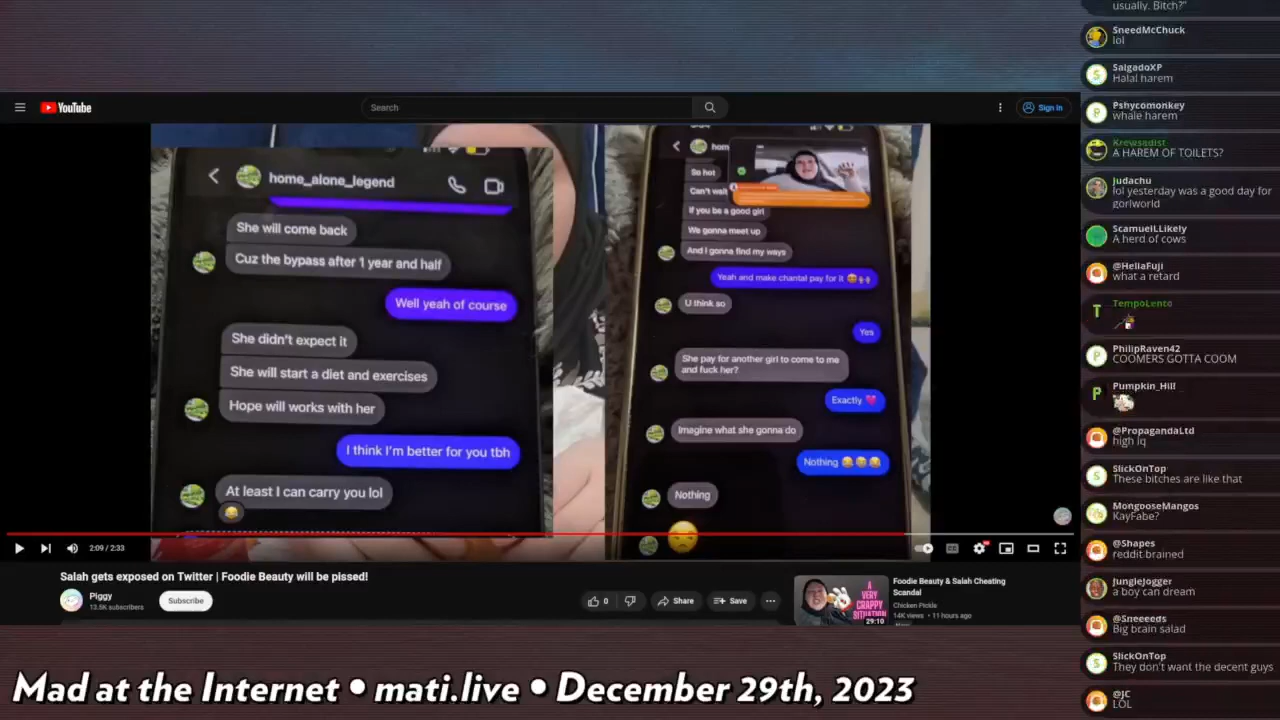 YouTube
Search
Sign in
home_alone_legend
She will come back
Cuz the bypass after 1 year and half
Well yeah of course
She didn't expect it
She will start a diet and exercises
Hope will works with her
I think I'm better for you tbh
At least I can carry you lol
hom
So hot
Can't wait
If you be a good girl
We gonna meet up
And I gonna find my ways
Yeah and make chantal pay for it
U think so
Yes
She pay for another girl to come to me
and fuck her?
Exactly
Imagine what she gonna do
Nothing
Nothing
2:09 / 2:33
Salah gets exposed on Twitter | Foodie Beauty will be pissed!
Piggy
13.5K subscribers
Subscribe
0
Share
Save
A
VERY
CRAPPY
SITUATION
29:10
Foodie Beauty & Salah Cheating
Scandal
Chicken Pickle
14K views • 11 hours ago
New
usually. Bitch?"
SneedMcChuck
lol
SalgadoXP
Halal harem
Pshycomonkey
whale harem
Krewsadist
A HAREM OF TOILETS?
Judachu
lol yesterday was a good day for
gorlworld
ScamuelLLikely
A herd of cows
@HellaFuji
what a retard
TempoLento
PhilipRaven42
COOMERS GOTTA COOM
Pumpkin_Hill
@PropagandaLtd
high iq
SlickOnTop
These bitches are like that
MongooseMangos
KayFabe?
@Shapes
reddit brained
JungleJogger
a boy can dream
@Sneeeeds
Big brain salad
SlickOnTop
They don't want the decent guys
@JC
LOL
Mad at the Internet • mati.live • December 29th, 2023